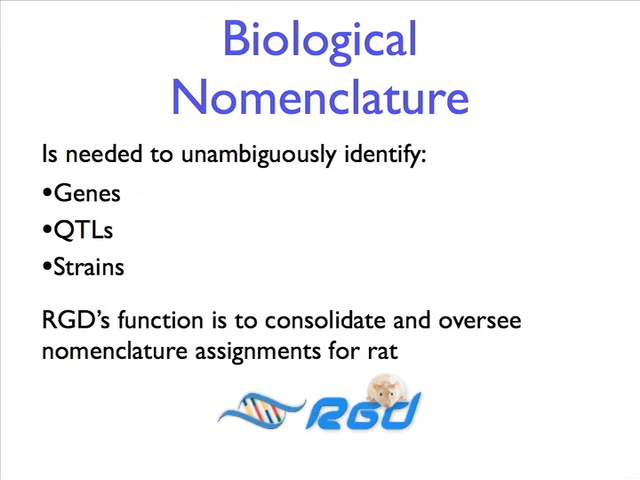 Biological
Nomenclature
Is needed to unambiguously identify:
•Genes
•QTLs
•Strains
RGD's function is to consolidate and oversee
nomenclature assignments for rat
RGD